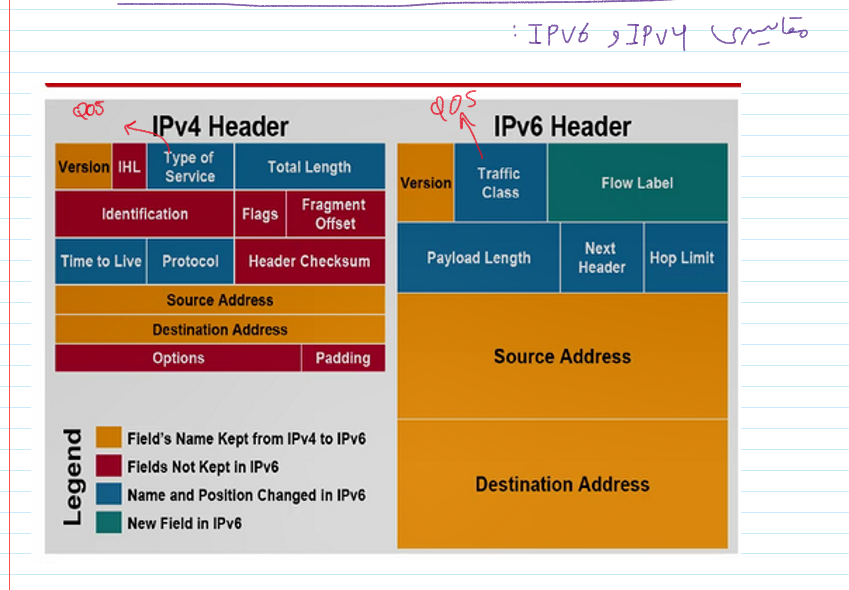 مقایسه‌ی IPV4 و IPV6 :
QOS
QOS
IPv4 Header
Version IHL Type of Service Total Length
Identification Flags Fragment Offset
Time to Live Protocol Header Checksum
Source Address
Destination Address
Options Padding
IPv6 Header
Version Traffic Class Flow Label
Payload Length Next Header Hop Limit
Source Address
Destination Address
Legend
Field's Name Kept from IPv4 to IPv6
Fields Not Kept in IPv6
Name and Position Changed in IPv6
New Field in IPv6